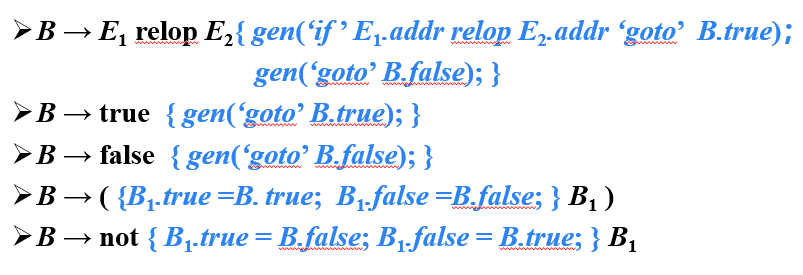 ➢B → E₁ relop E₂{ gen(‘if ’ E₁.addr relop E₂.addr ‘goto’ B.true);
gen(‘goto’ B.false); }
➢B → true { gen(‘goto’ B.true); }
➢B → false { gen(‘goto’ B.false); }
➢B → ( {B₁.true =B. true; B₁.false =B.false; } B₁ )
➢B → not { B₁.true = B.false; B₁.false = B.true; } B₁